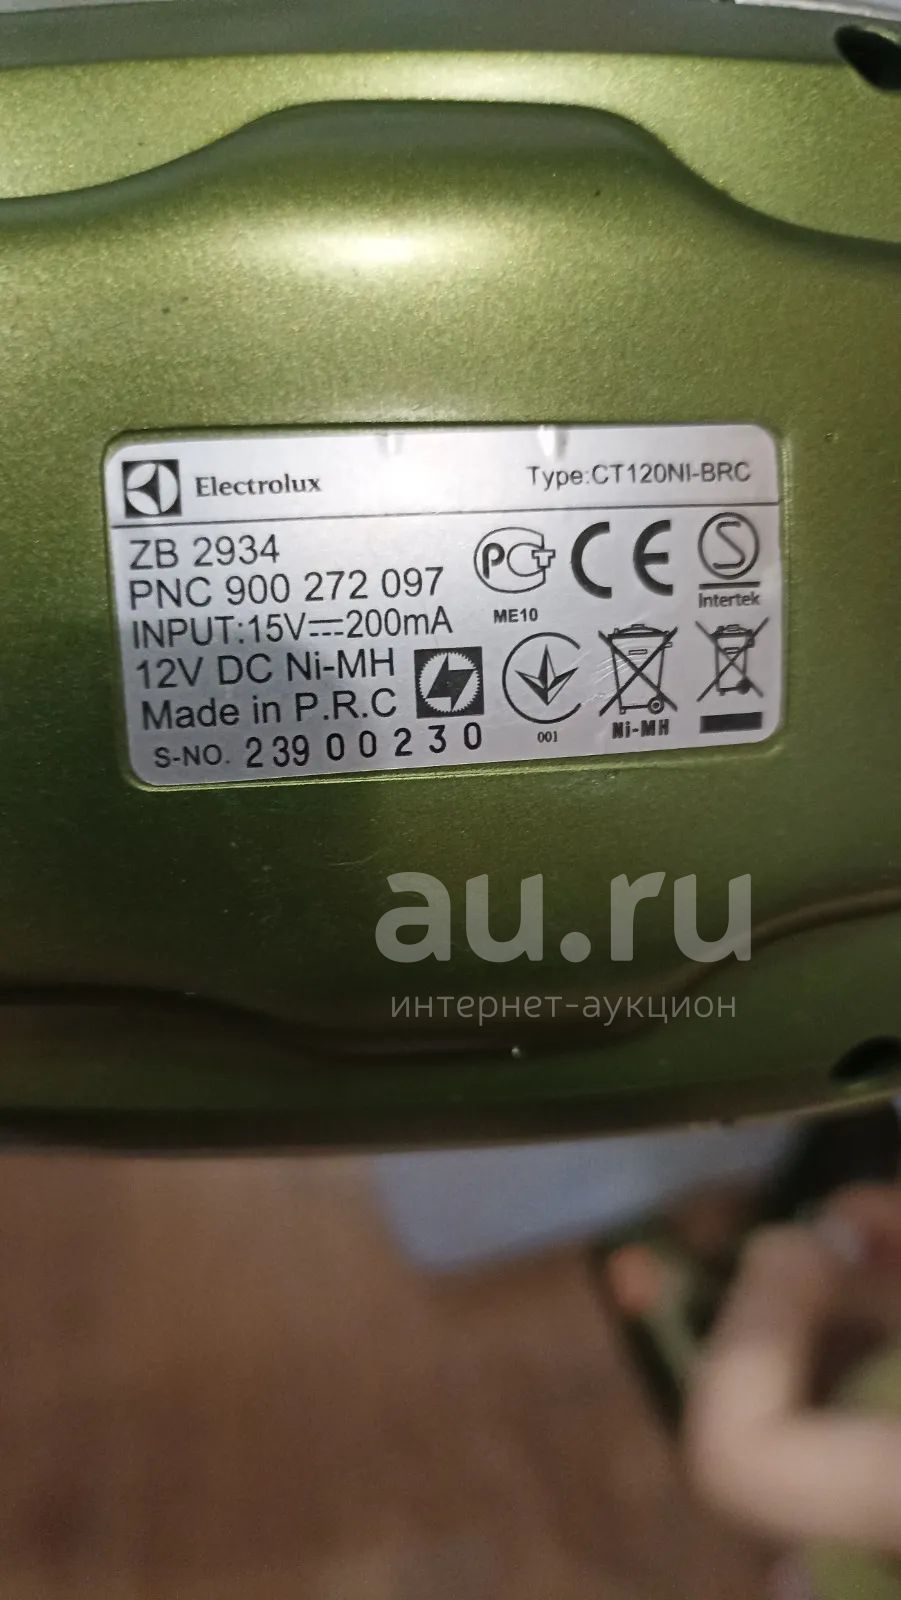 Electrolux
Type:CT120NI-BRC
ZB 2934
PNC 900 272 097
INPUT:15V⎓200mA
12V DC Ni-MH
Made in P.R.C
S-NO. 23900230
РСТ
ME10
CE
S
Intertek
001
Ni-MH
au.ru
интернет-аукцион